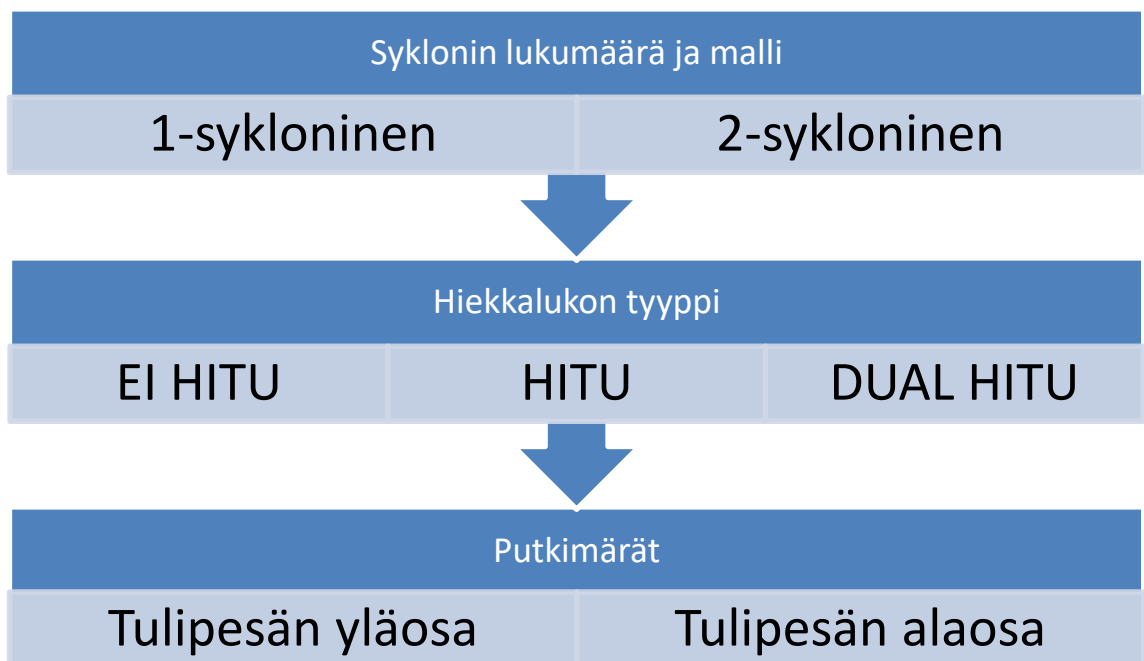 Syklonin lukumäärä ja malli
1-sykloninen 2-sykloninen
Hiekkalukon tyyppi
EI HITU HITU DUAL HITU
Putkimärät
Tulipesän yläosa Tulipesän alaosa